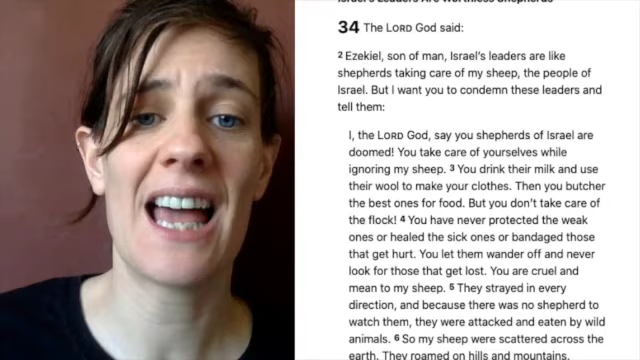 Israel's Leaders Are Worthless Shepherds
34 The LORD God said:
2 Ezekiel, son of man, Israel's leaders are like
shepherds taking care of my sheep, the people of
Israel. But I want you to condemn these leaders and
tell them:
I, the LORD God, say you shepherds of Israel are
doomed! You take care of yourselves while
ignoring my sheep. 3 You drink their milk and use
their wool to make your clothes. Then you butcher
the best ones for food. But you don't take care of
the flock! 4 You have never protected the weak
ones or healed the sick ones or bandaged those
that get hurt. You let them wander off and never
look for those that get lost. You are cruel and
mean to my sheep. 5 They strayed in every
direction, and because there was no shepherd to
watch them, they were attacked and eaten by wild
animals. 6 So my sheep were scattered across the
earth. They roamed on hills and mountains,